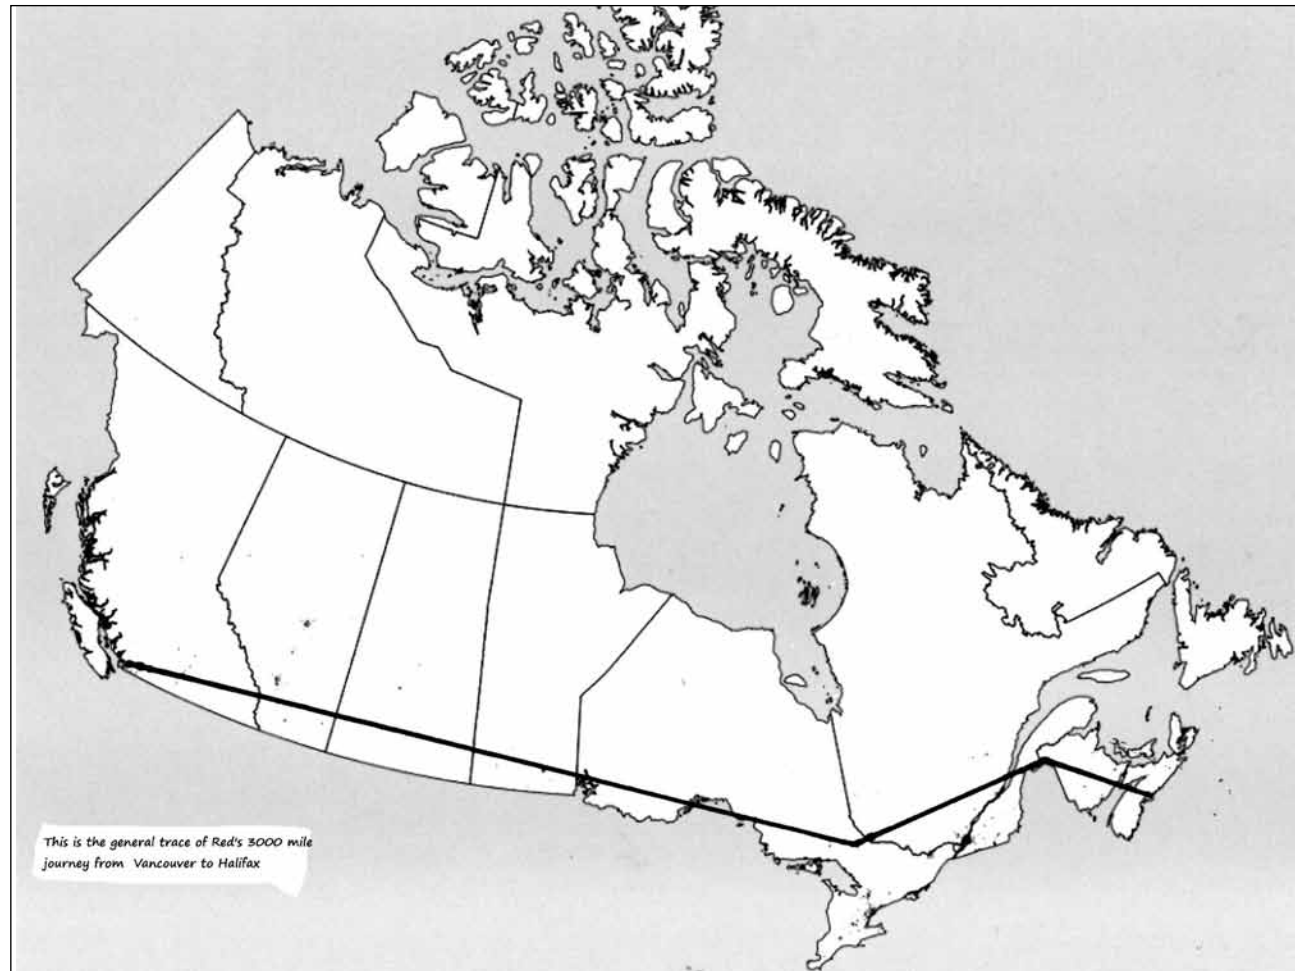 This is the general trace of Red's 3000 mile
journey from Vancouver to Halifax